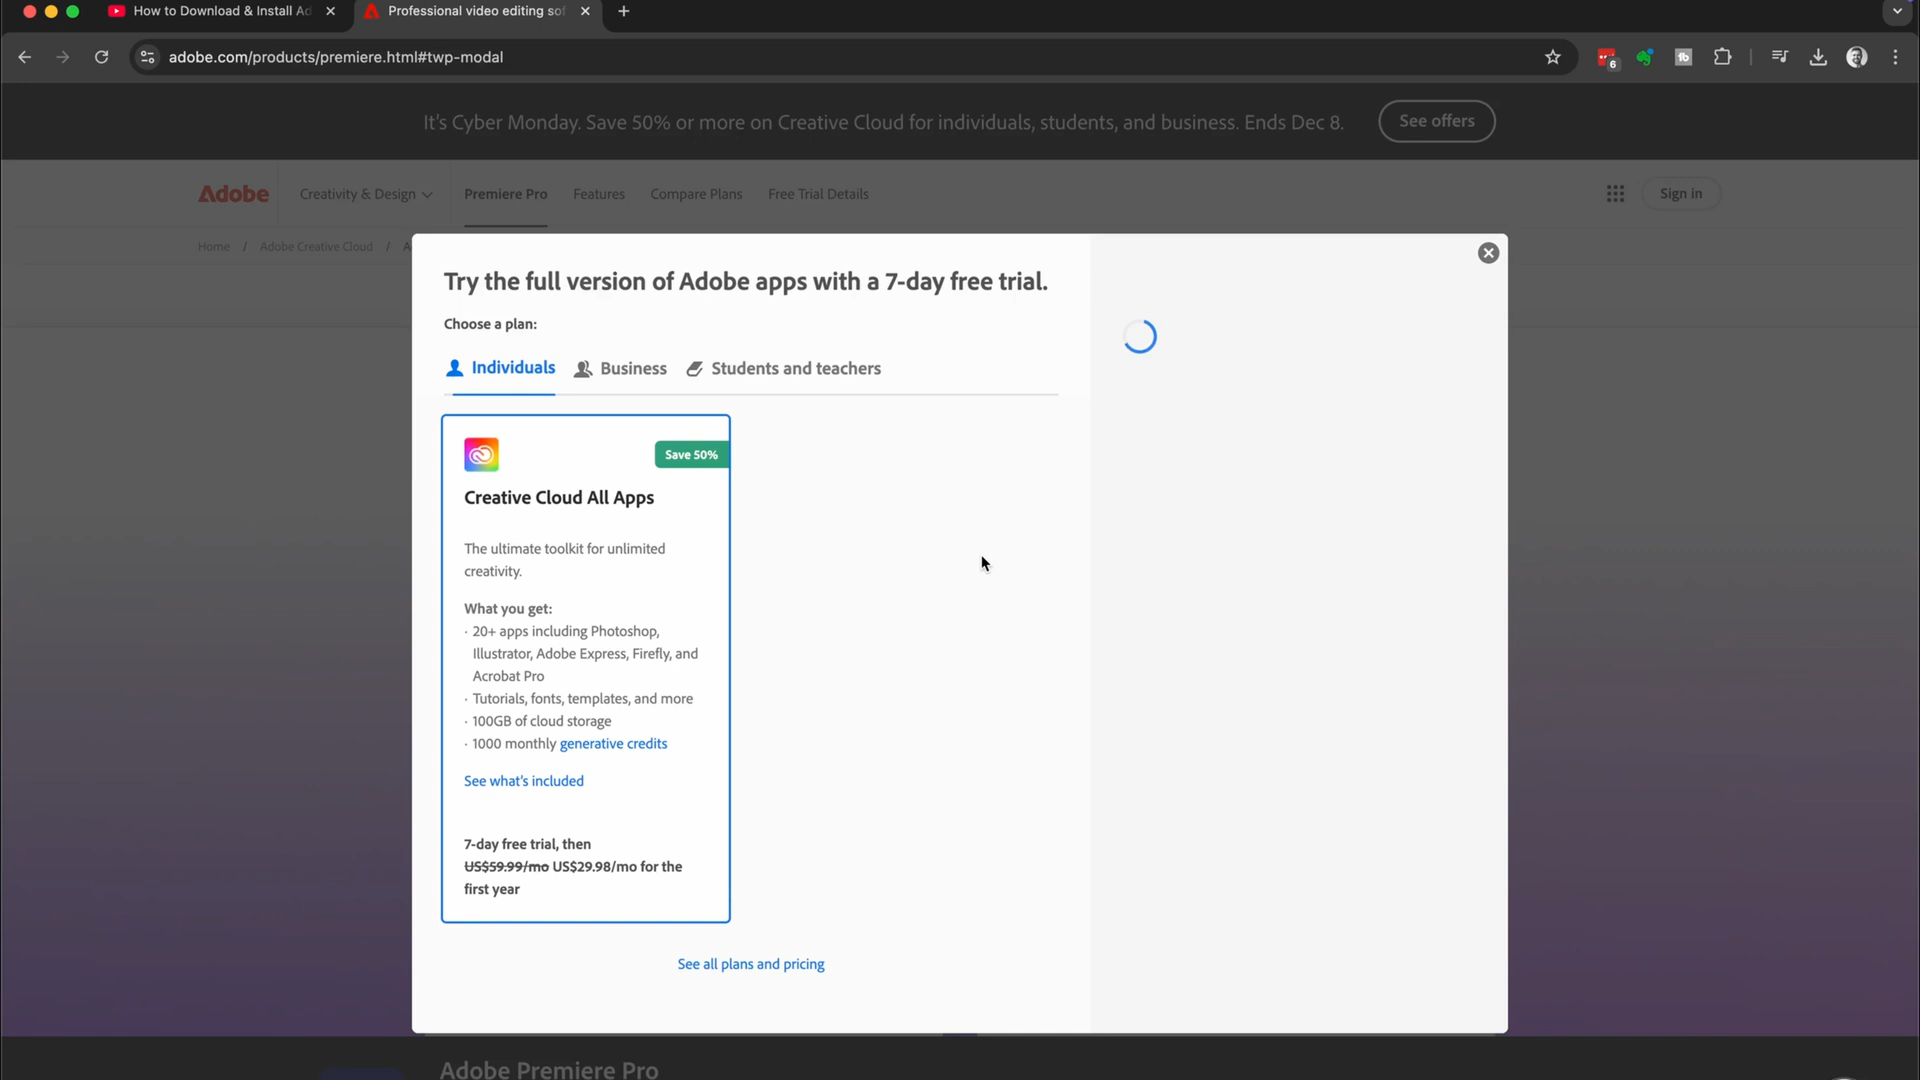 How to Download & Install Ad
Professional video editing sof
adobe.com/products/premiere.html#twp-modal
6
It's Cyber Monday. Save 50% or more on Creative Cloud for individuals, students, and business. Ends Dec 8.
See offers
Adobe
Creativity & Design
Premiere Pro
Features
Compare Plans
Free Trial Details
Sign in
Home / Adobe Creative Cloud / A
Try the full version of Adobe apps with a 7-day free trial.
Choose a plan:
Individuals
Business
Students and teachers
Save 50%
Creative Cloud All Apps
The ultimate toolkit for unlimited
creativity.
What you get:
· 20+ apps including Photoshop,
Illustrator, Adobe Express, Firefly, and
Acrobat Pro
· Tutorials, fonts, templates, and more
· 100GB of cloud storage
· 1000 monthly generative credits
See what's included
7-day free trial, then
US$59.99/mo US$29.98/mo for the
first year
See all plans and pricing
Adobe Premiere Pro